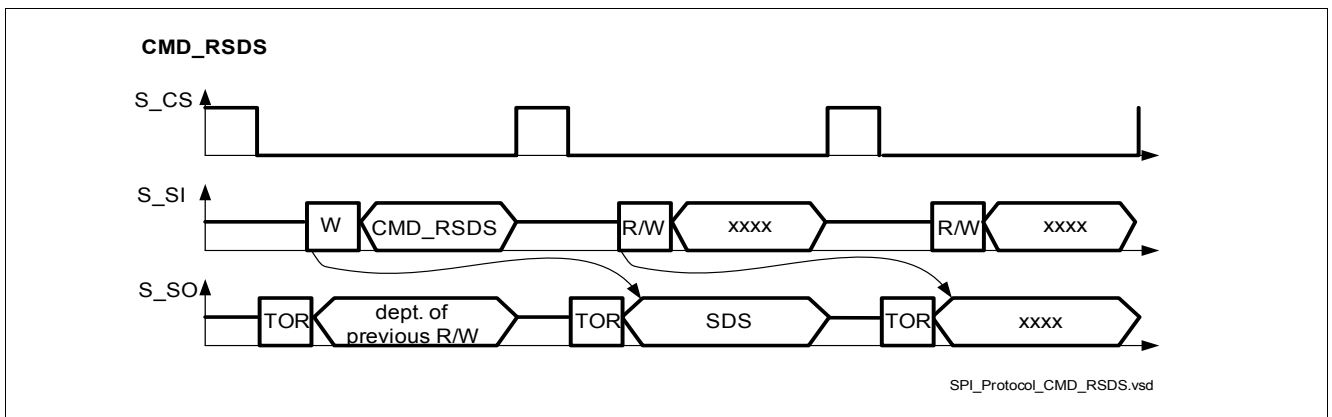 CMD_RSDS
S_CS
S_SI
W
CMD_RSDS
R/W
xxxx
R/W
xxxx
S_SO
TOR
dept. of
previous R/W
TOR
SDS
TOR
xxxx
SPI_Protocol_CMD_RSDS.vsd